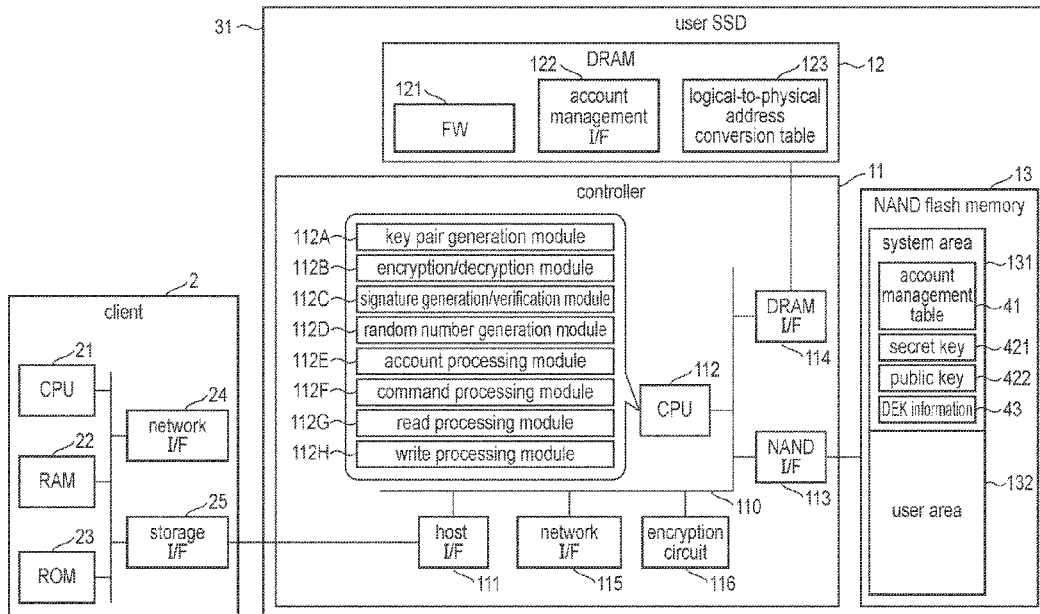 31
user SSD
DRAM
12
121
FW
122
account
management
I/F
123
logical-to-physical
address
conversion table
11
controller
112A
key pair generation module
112B
encryption/decryption module
112C
signature generation/verification module
112D
random number generation module
112E
account processing module
112F
command processing module
112G
read processing module
112H
write processing module
112
CPU
DRAM
I/F
114
NAND
I/F
113
110
host
I/F
111
network
I/F
115
encryption
circuit
116
13
NAND flash memory
system area
131
account
management
table
41
secret key
421
public key
422
DEK information
43
132
user area
2
client
21
CPU
22
RAM
23
ROM
24
network
I/F
25
storage
I/F